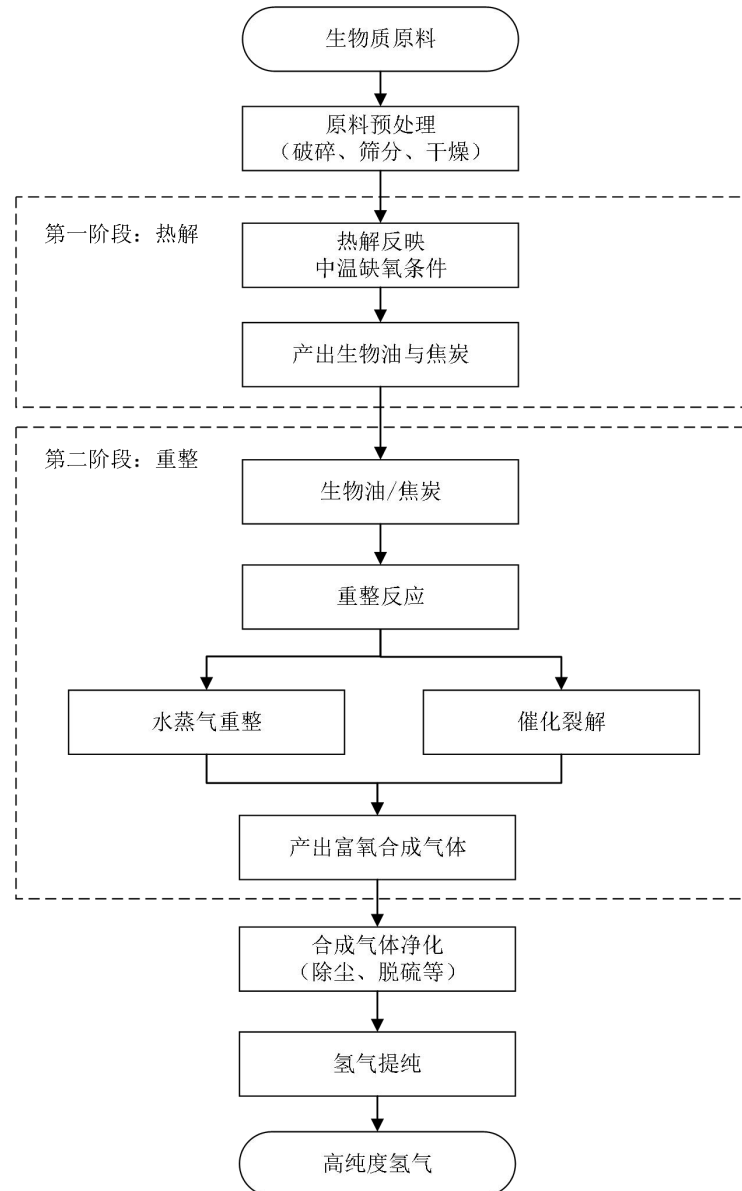 生物质原料
原料预处理
（破碎、筛分、干燥）
第一阶段：热解
热解反映
中温缺氧条件
产出生物油与焦炭
第二阶段：重整
生物油/焦炭
重整反应
水蒸气重整
催化裂解
产出富氧合成气体
合成气体净化
（除尘、脱硫等）
氢气提纯
高纯度氢气